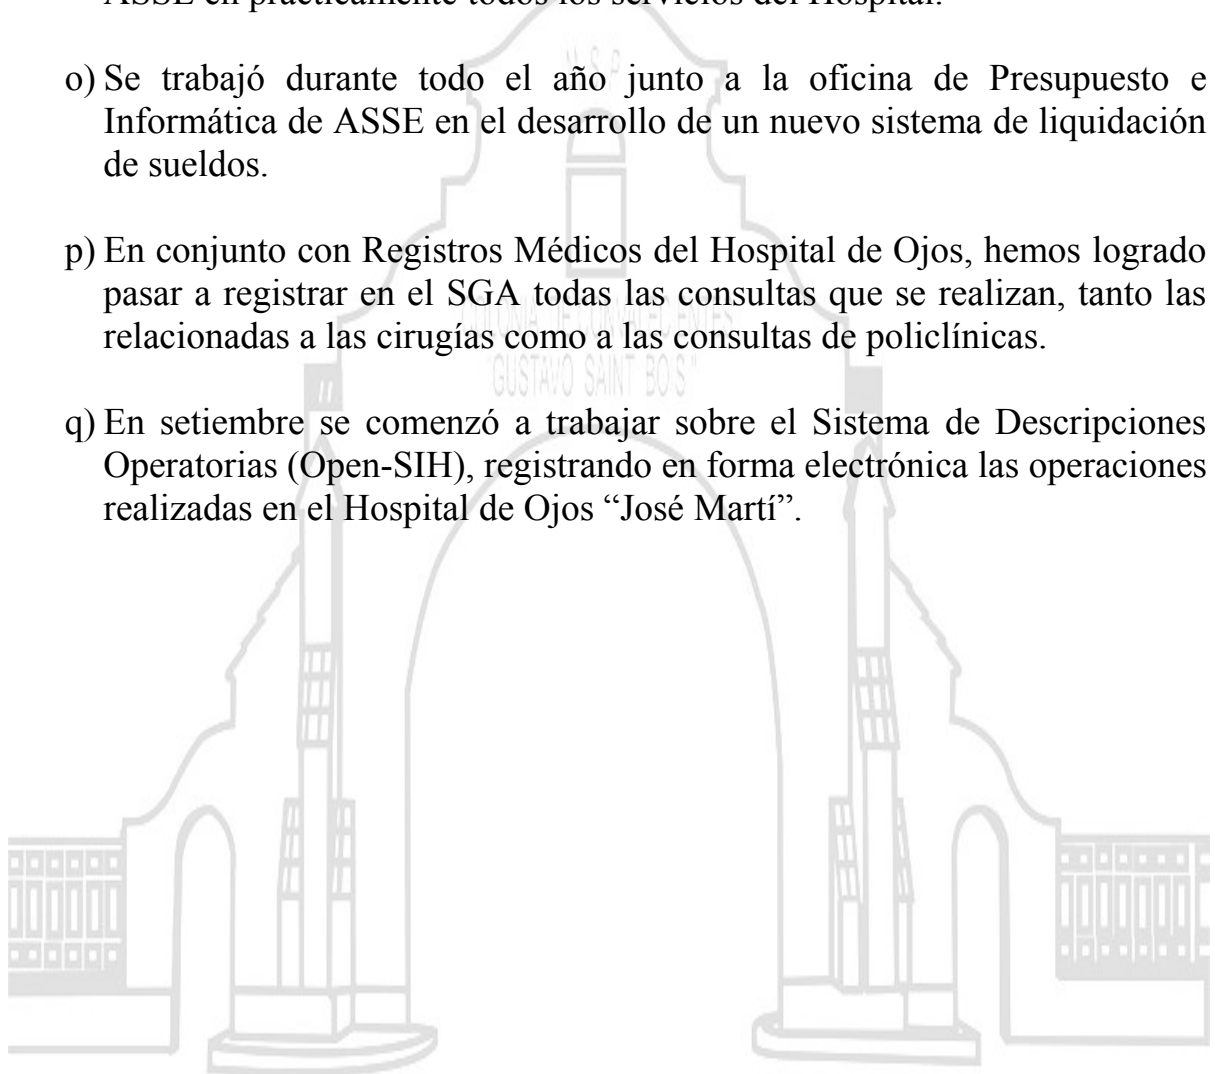 ASSE en prácticamente todos los servicios del Hospital.
o) Se trabajó durante todo el año junto a la oficina de Presupuesto e
Informática de ASSE en el desarrollo de un nuevo sistema de liquidación
de sueldos.
p) En conjunto con Registros Médicos del Hospital de Ojos, hemos logrado
pasar a registrar en el SGA todas las consultas que se realizan, tanto las
relacionadas a las cirugías como a las consultas de policlínicas.
q) En setiembre se comenzó a trabajar sobre el Sistema de Descripciones
Operatorias (Open-SIH), registrando en forma electrónica las operaciones
realizadas en el Hospital de Ojos “José Martí”.
M.S.P.
COLONIA DE CONVALECIENTES
"GUSTAVO SAINT BOIS"